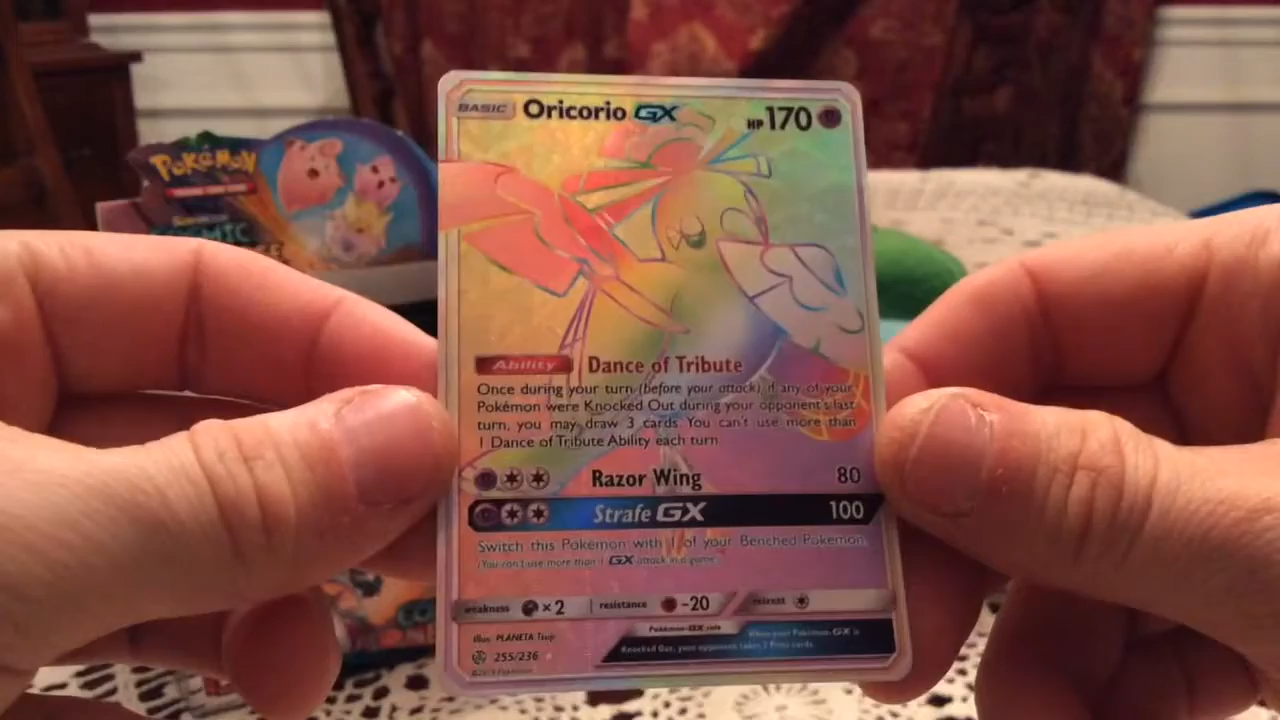 POKÉMON
COSMIC
BASIC Oricorio GX HP 170
Ability Dance of Tribute
Once during your turn (before your attack), if any of your
Pokémon were Knocked Out during your opponent's last
turn, you may draw 3 cards. You can't use more than
1 Dance of Tribute Ability each turn.
Razor Wing 80
Strafe GX 100
Switch this Pokémon with 1 of your Benched Pokémon.
(You can't use more than 1 GX attack in a game.)
weakness ×2 resistance -20 retreat
Pokémon-GX rule
When your Pokémon-GX is
Knocked Out, your opponent takes 2 Prize cards.
Illus. PLANETA Tsuji
255/236